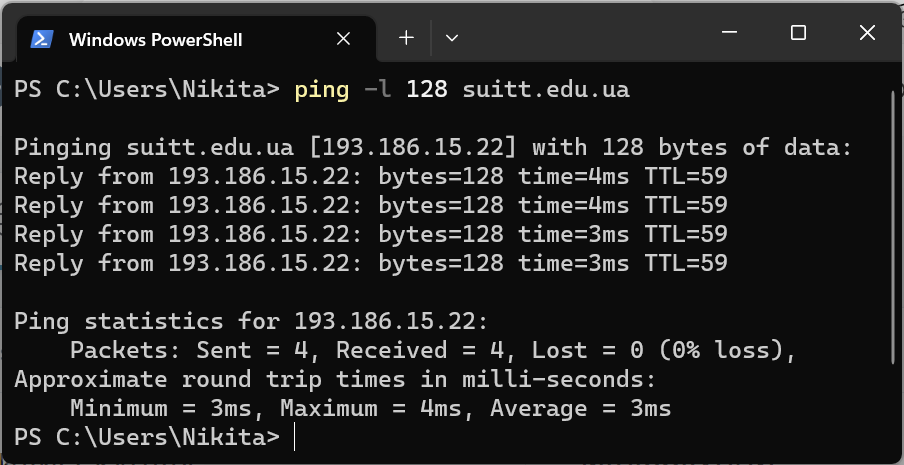 Windows PowerShell
PS C:\Users\Nikita> ping -l 128 suitt.edu.ua
Pinging suitt.edu.ua [193.186.15.22] with 128 bytes of data:
Reply from 193.186.15.22: bytes=128 time=4ms TTL=59
Reply from 193.186.15.22: bytes=128 time=4ms TTL=59
Reply from 193.186.15.22: bytes=128 time=3ms TTL=59
Reply from 193.186.15.22: bytes=128 time=3ms TTL=59
Ping statistics for 193.186.15.22:
    Packets: Sent = 4, Received = 4, Lost = 0 (0% loss),
Approximate round trip times in milli-seconds:
    Minimum = 3ms, Maximum = 4ms, Average = 3ms
PS C:\Users\Nikita>